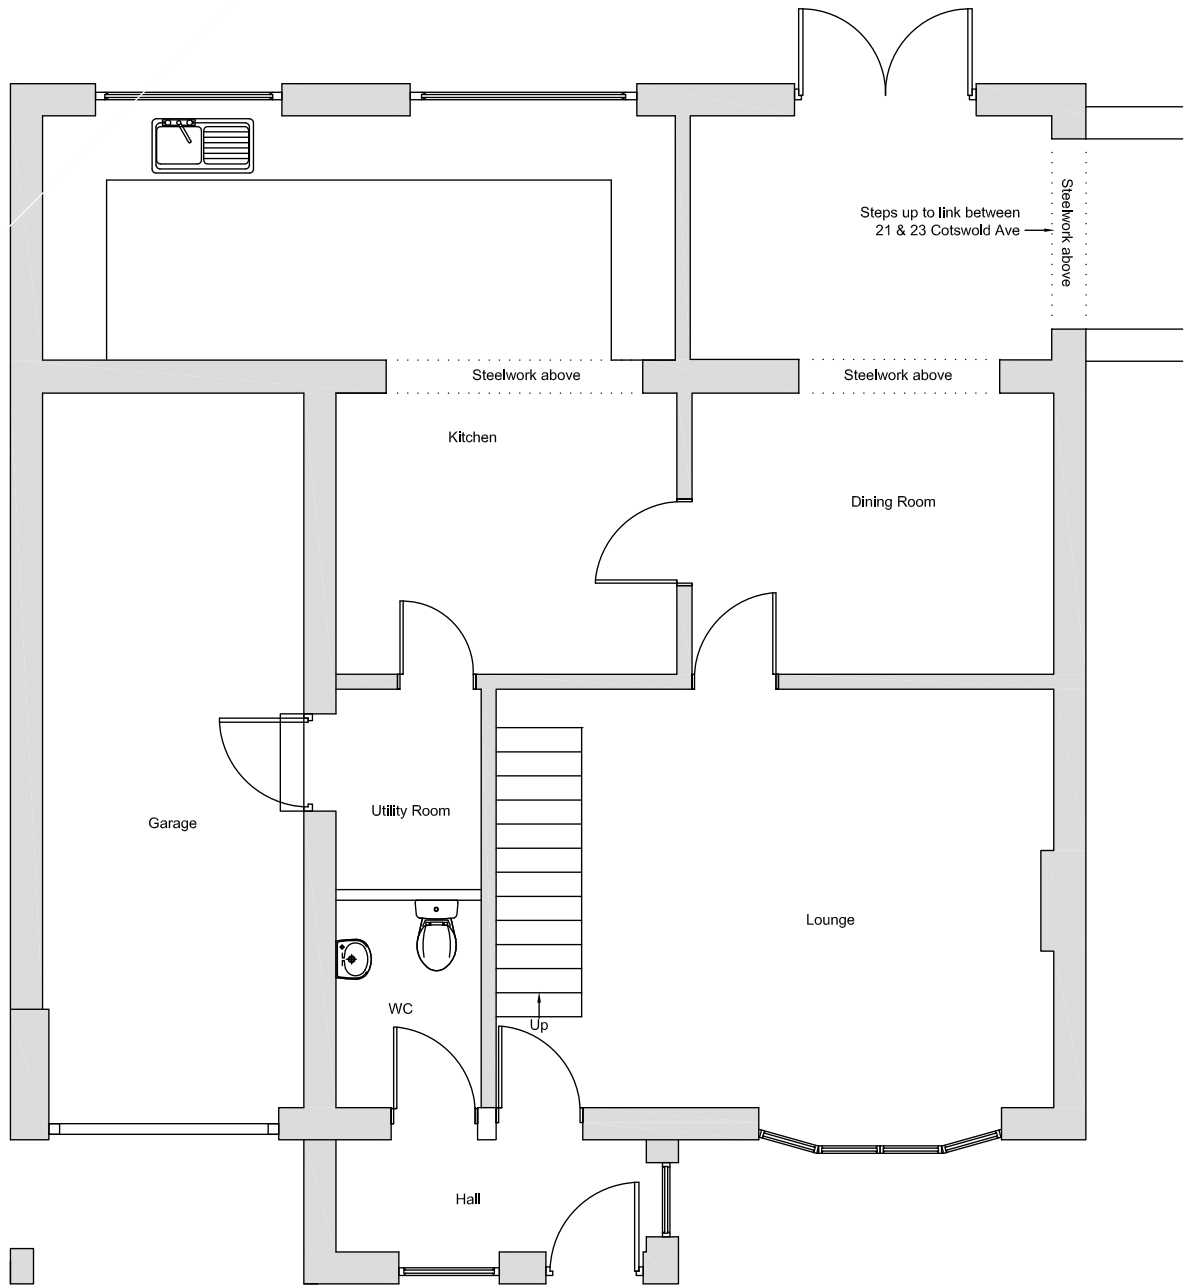 Steps up to link between
21 & 23 Cotswold Ave
Steelwork above
Steelwork above
Steelwork above
Kitchen
Dining Room
Utility Room
Garage
Lounge
WC
Up
Hall